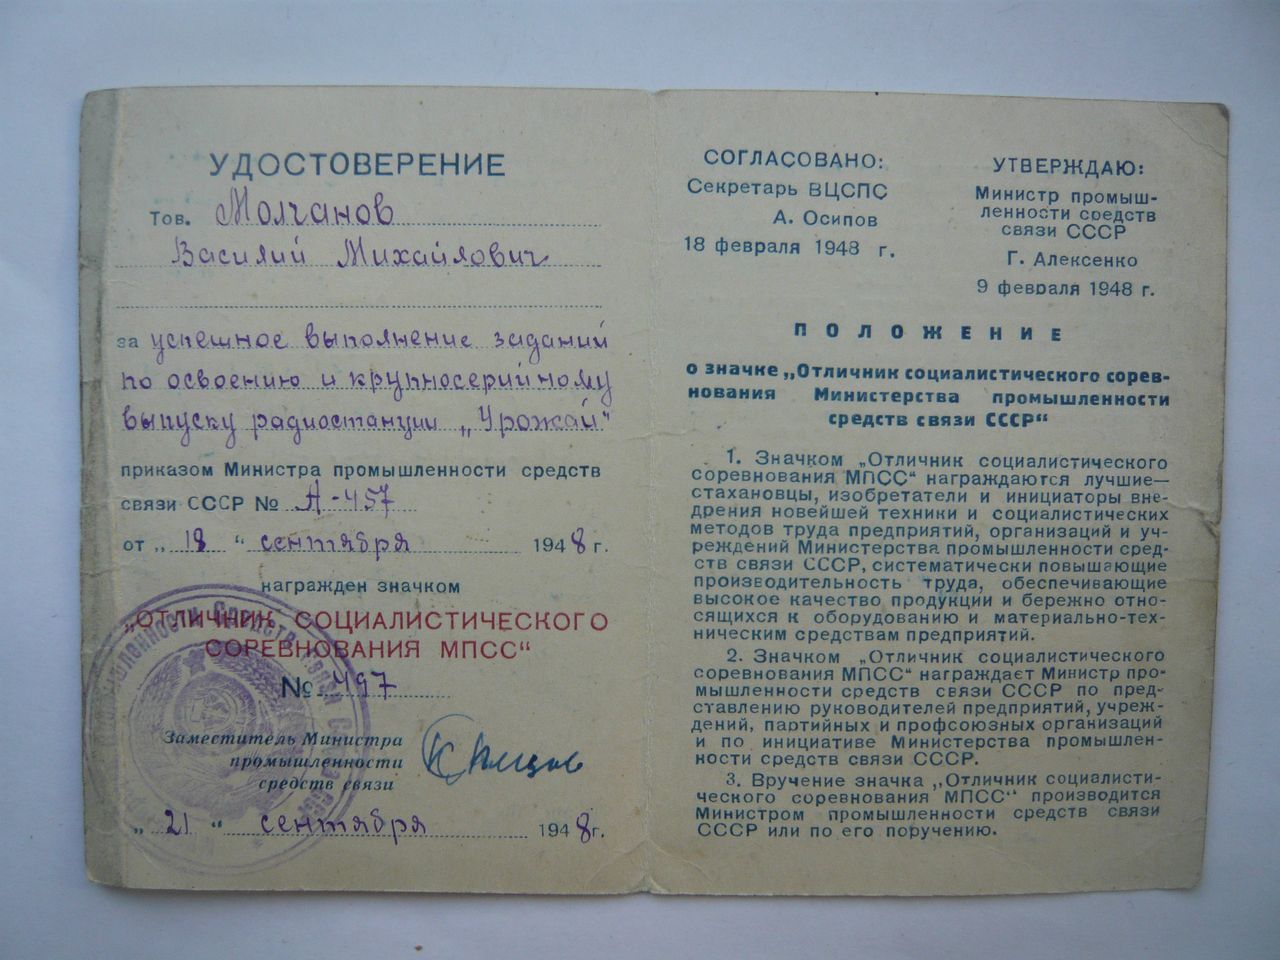 УДОСТОВЕРЕНИЕ
Тов. Молчанов
Василий Михайлович
за успешное выполнение заданий
по освоению и крупносерийному
выпуску радиостанции „Урожай"
приказом Министра промышленности средств
связи СССР № А-457
от „18" сентября 1948 г.
награжден значком
„ОТЛИЧНИК СОЦИАЛИСТИЧЕСКОГО
СОРЕВНОВАНИЯ МПСС"
№ 497
Заместитель Министра
промышленности
средств связи
„21" сентября 1948 г.
СОГЛАСОВАНО:
Секретарь ВЦСПС
А. Осипов
18 февраля 1948 г.
УТВЕРЖДАЮ:
Министр промыш-
ленности средств
связи СССР
Г. Алексенко
9 февраля 1948 г.
ПОЛОЖЕНИЕ
о значке „Отличник социалистического сорев-
нования Министерства промышленности
средств связи СССР"
1. Значком „Отличник социалистического
соревнования МПСС" награждаются лучшие—
стахановцы, изобретатели и инициаторы вне-
дрения новейшей техники и социалистических
методов труда предприятий, организаций и уч-
реждений Министерства промышленности сред-
ств связи СССР, систематически повышающие
производительность труда, обеспечивающие
высокое качество продукции и бережно отно-
сящихся к оборудованию и материально-тех-
ническим средствам предприятий.
2. Значком „Отличник социалистического
соревнования МПСС" награждает Министр про-
мышленности средств связи СССР по пред-
ставлению руководителей предприятий, учреж-
дений, партийных и профсоюзных организаций
и по инициативе Министерства промышлен-
ности средств связи СССР.
3. Вручение значка „Отличник социалисти-
ческого соревнования МПСС" производится
Министром промышленности средств связи
СССР или по его поручению.